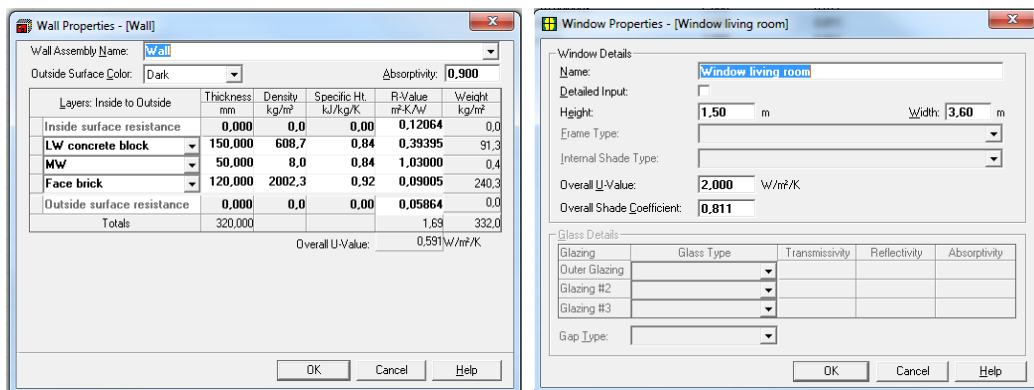 Wall Properties - [Wall]
Wall Assembly Name: Wall
Outside Surface Color: Dark Absorptivity: 0,900
Layers: Inside to Outside Thickness mm Density kg/m³ Specific Ht. kJ/kg/K R-Value m²-K/W Weight kg/m²
Inside surface resistance 0,000 0,0 0,00 0,12064 0,0
LW concrete block 150,000 608,7 0,84 0,39395 91,3
MW 50,000 8,0 0,84 1,03000 0,4
Face brick 120,000 2002,3 0,92 0,09005 240,3
Outside surface resistance 0,000 0,0 0,00 0,05864 0,0
Totals 320,000 1,69 332,0
Overall U-Value: 0,591 W/m²/K
OK Cancel Help
Window Properties - [Window living room]
Window Details
Name: Window living room
Detailed Input:
Height: 1,50 m Width: 3,60 m
Frame Type:
Internal Shade Type:
Overall U-Value: 2,000 W/m²/K
Overall Shade Coefficient: 0,811
Glass Details
Glazing Glass Type Transmissivity Reflectivity Absorptivity
Outer Glazing
Glazing #2
Glazing #3
Gap Type:
OK Cancel Help